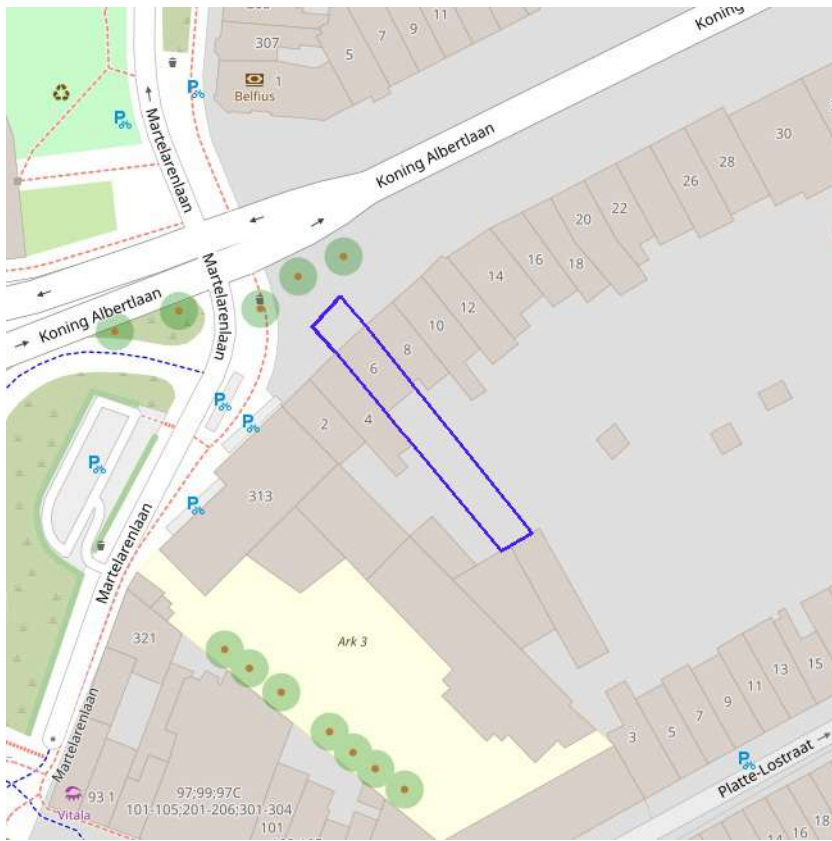 Koning
11
9
7
5
307
1
Belfius
Martelarenlaan
Koning Albertlaan
30
28
26
22
20
18
16
14
12
10
8
6
4
2
Martelarenlaan
Koning Albertlaan
313
Martelarenlaan
321
Ark 3
15
13
11
9
7
5
3
Platte-Lostraat
Martelarenlaan
93 1
Vitala
97;99;97C
101-105;201-206;301-304
101
18
16
14